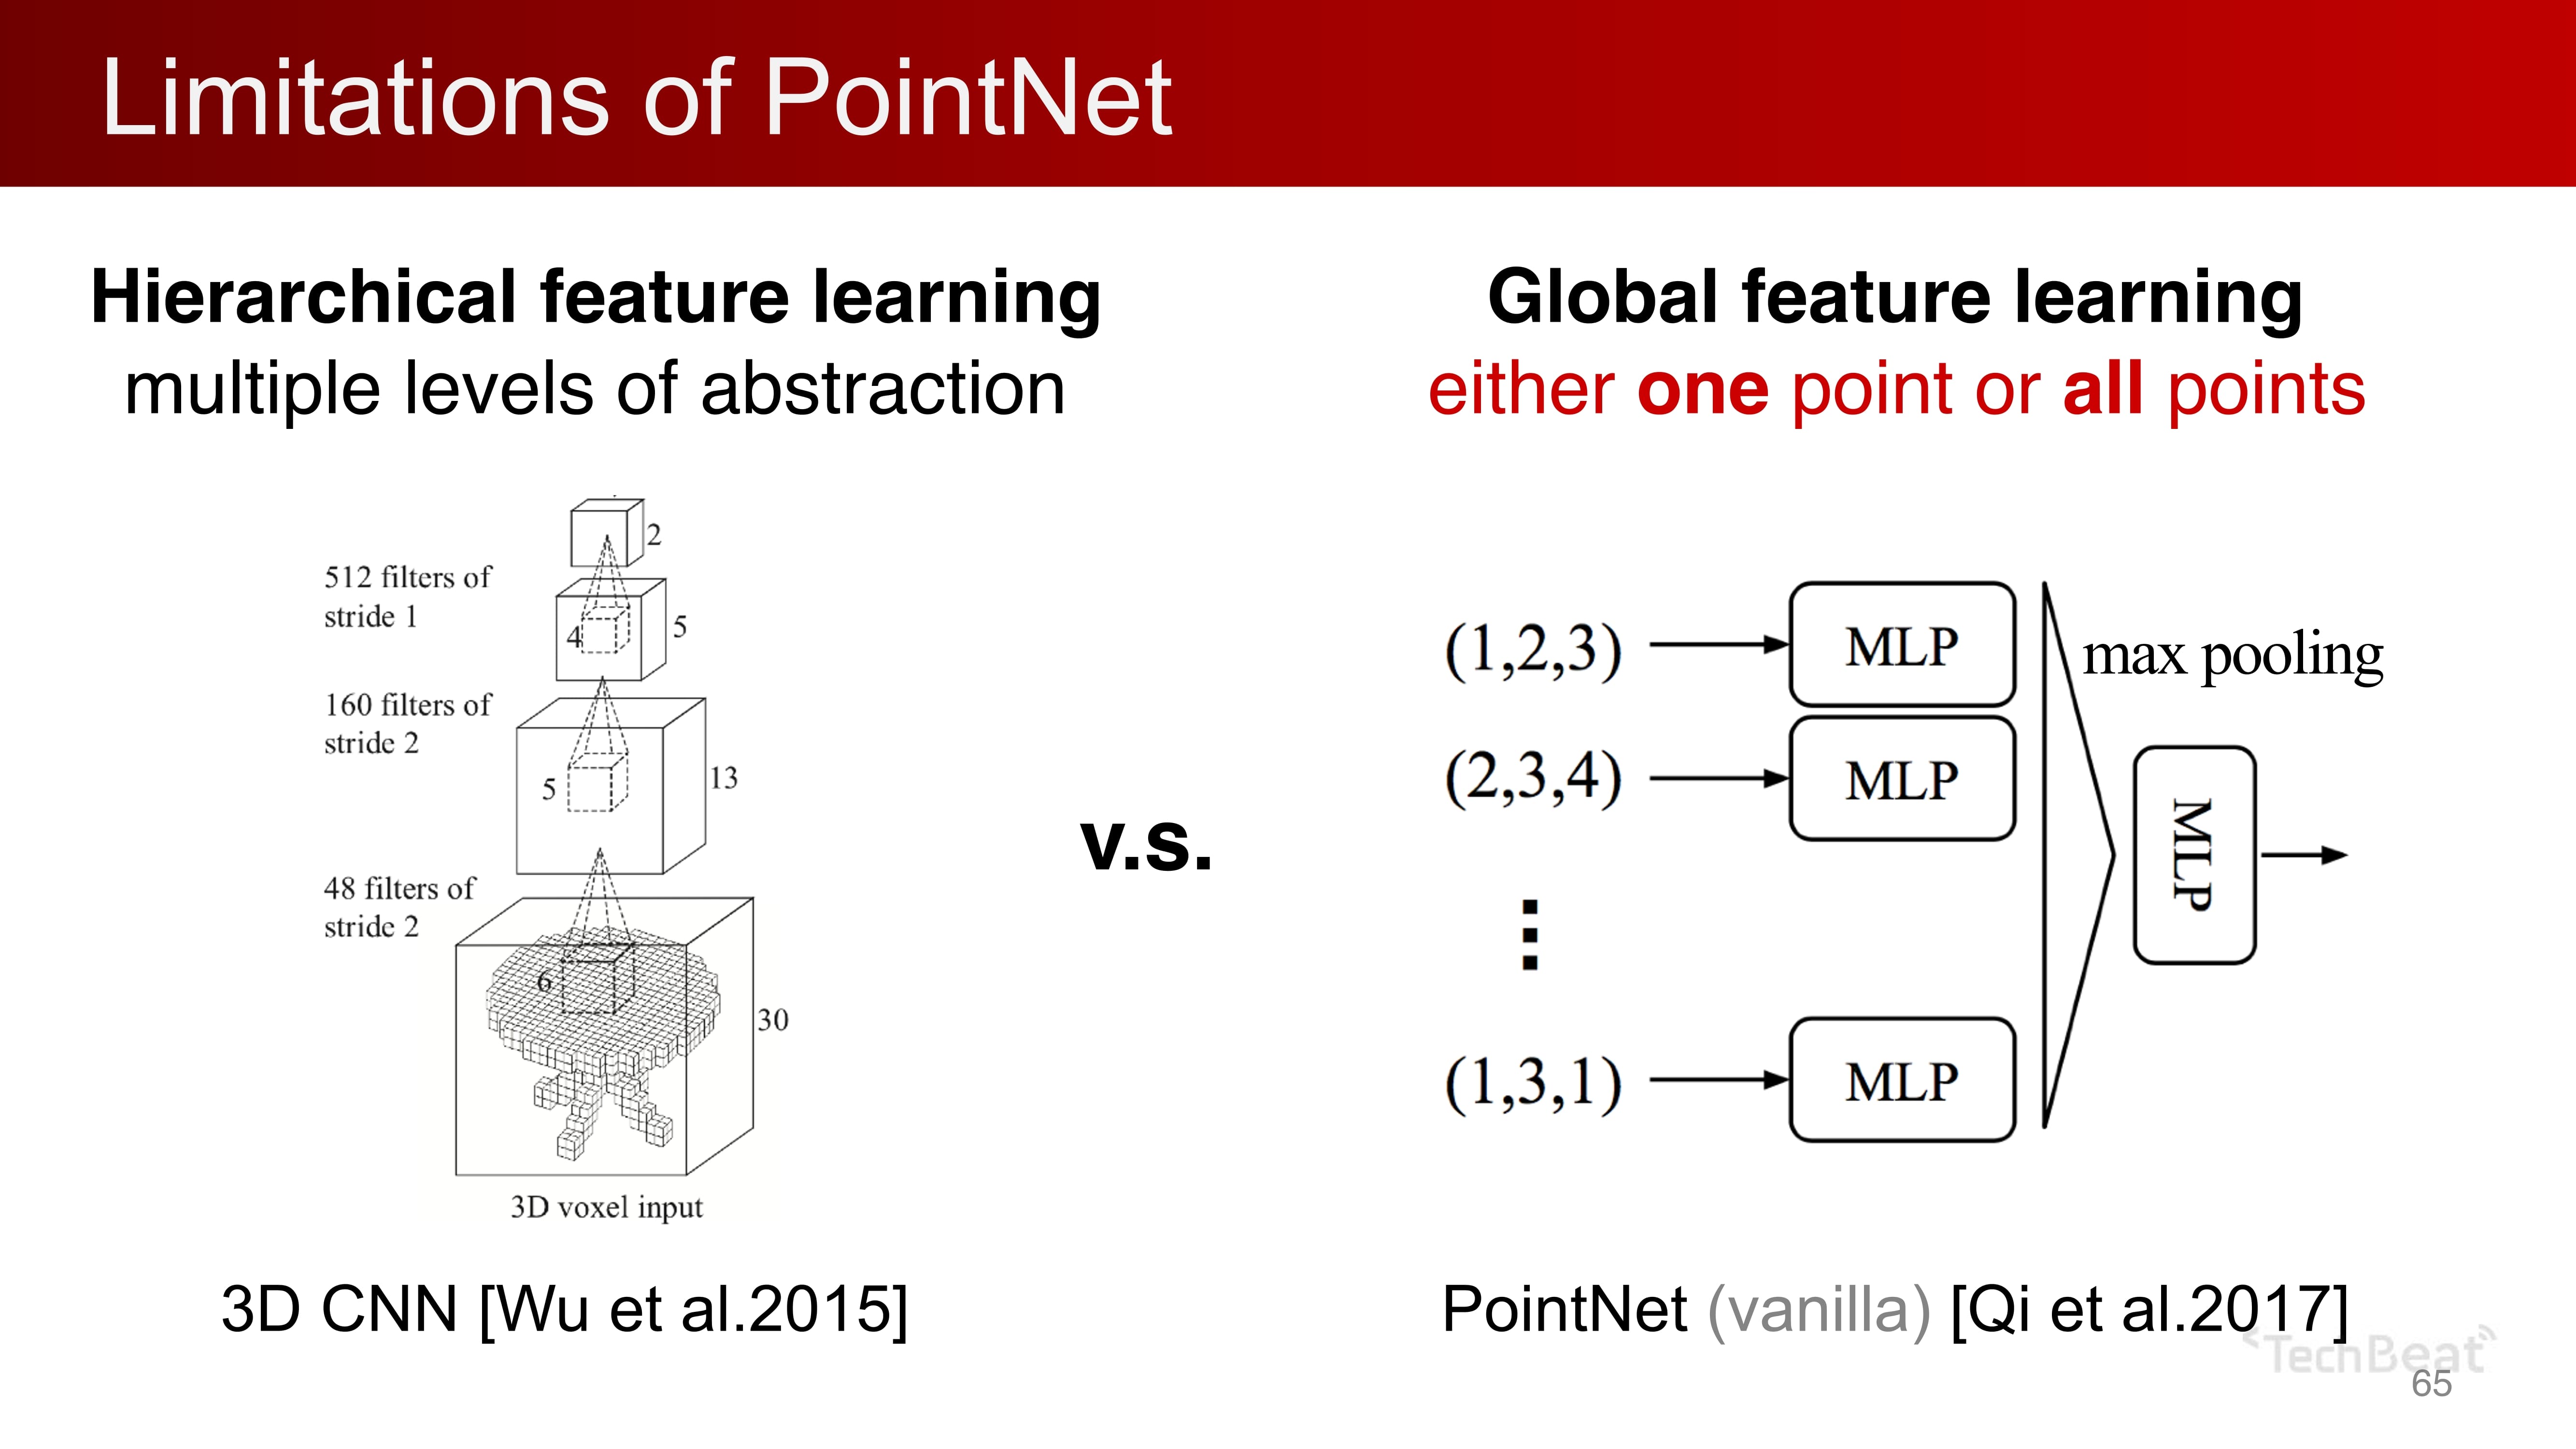 Limitations of PointNet
Hierarchical feature learning
multiple levels of abstraction
2
512 filters of
stride 1
4
5
160 filters of
stride 2
5
13
48 filters of
stride 2
6
30
3D voxel input
3D CNN [Wu et al.2015]
v.s.
Global feature learning
either one point or all points
(1,2,3)
MLP
max pooling
(2,3,4)
MLP
MLP
(1,3,1)
MLP
PointNet (vanilla) [Qi et al.2017]
TechBeat
65